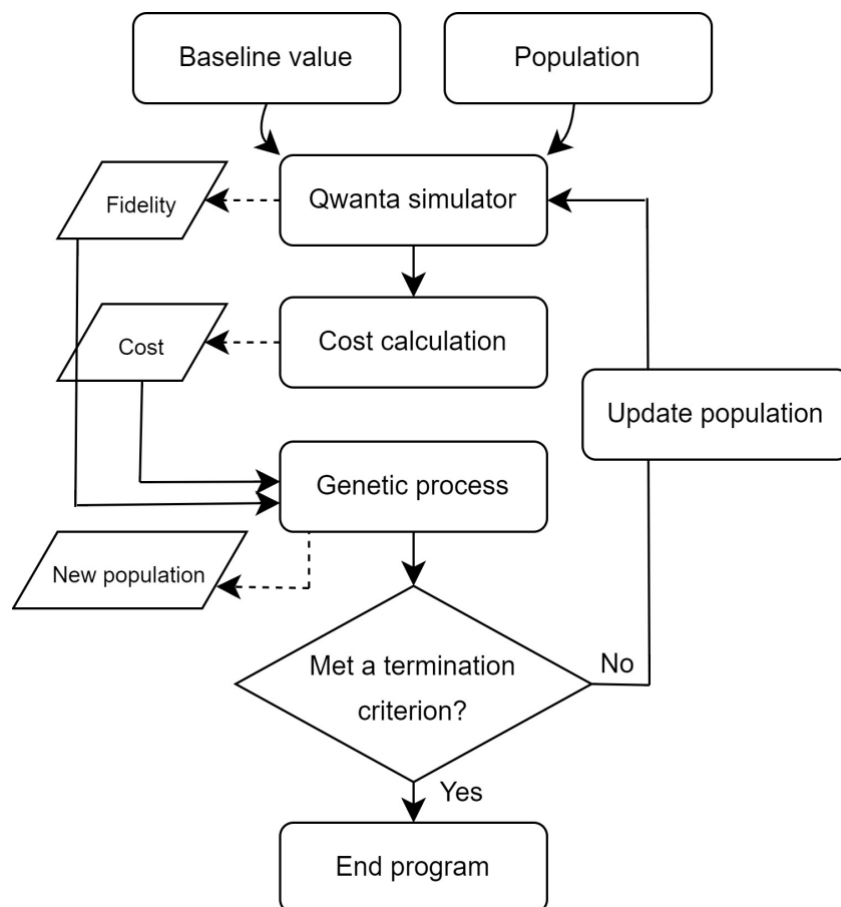 Baseline value
Population
Fidelity
Qwanta simulator
Cost
Cost calculation
Update population
Genetic process
New population
Met a termination
criterion?
No
Yes
End program